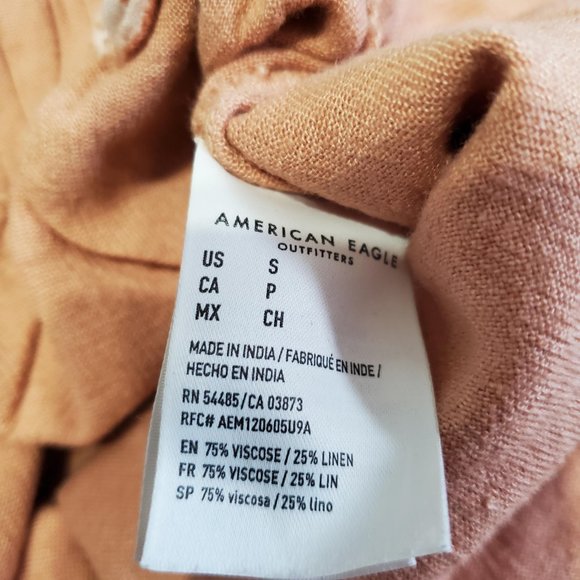 AMERICAN EAGLE
OUTFITTERS
US S
CA P
MX CH
MADE IN INDIA / FABRIQUÉ EN INDE /
HECHO EN INDIA
RN 54485/CA 03873
RFC# AEM120605U9A
EN 75% VISCOSE / 25% LINEN
FR 75% VISCOSE / 25% LIN
SP 75% viscosa / 25% lino